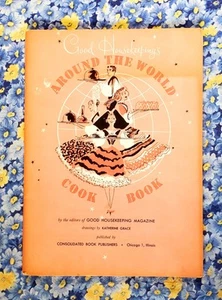 Good Housekeeping's
AROUND THE WORLD
COOK BOOK
by the editors of GOOD HOUSEKEEPING MAGAZINE
drawings by KATHERINE GRACE
published by
CONSOLIDATED BOOK PUBLISHERS • Chicago 1, Illinois